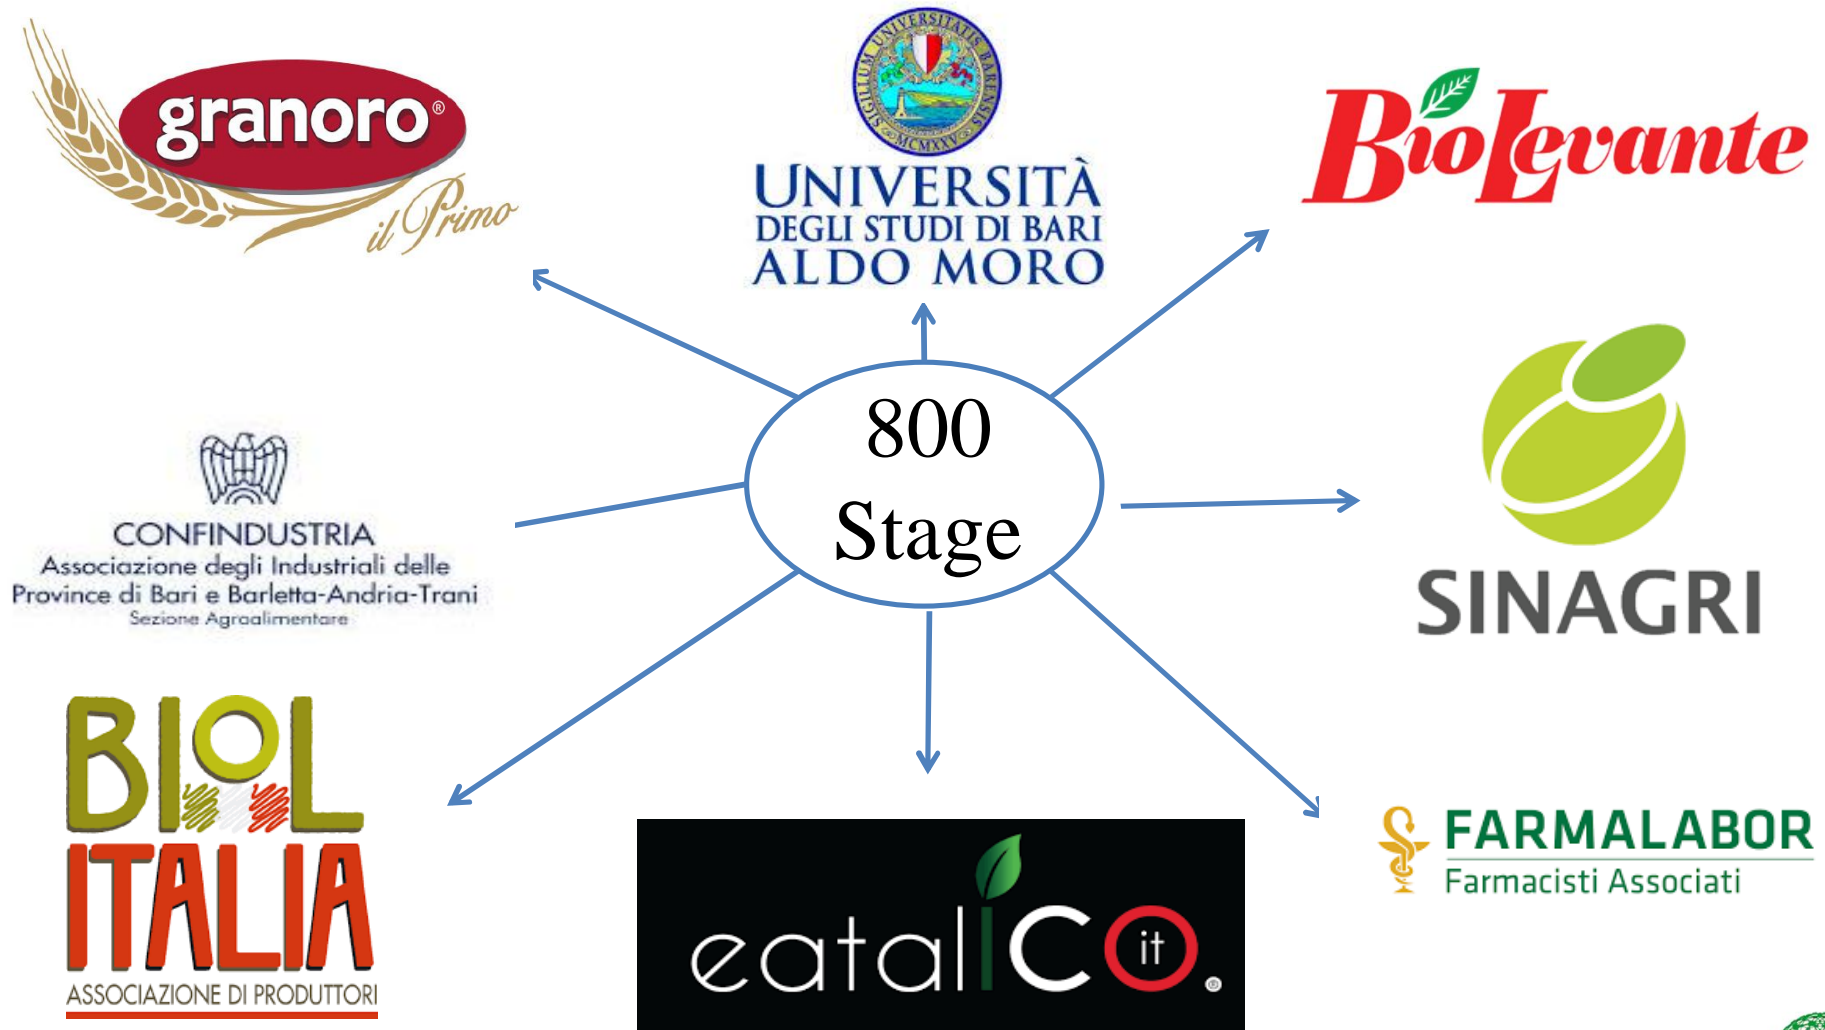 granoro®
il Primo
SIGILLUM UNIVERSITATIS BARENSIS
MCMXXV
UNIVERSITÀ
DEGLI STUDI DI BARI
ALDO MORO
BioLevante
800
Stage
CONFINDUSTRIA
Associazione degli Industriali delle
Province di Bari e Barletta-Andria-Trani
Sezione Agroalimentare
SINAGRI
BIOL
ITALIA
ASSOCIAZIONE DI PRODUTTORI
eatalico.it®
FARMALABOR
Farmacisti Associati